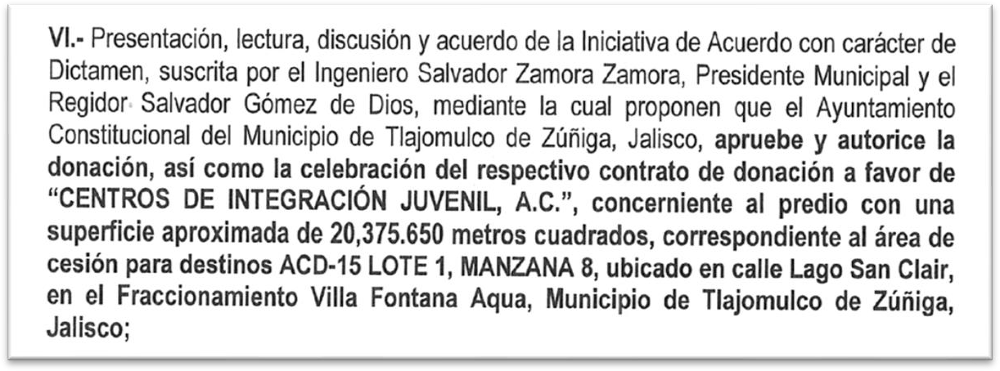 VI.- Presentación, lectura, discusión y acuerdo de la Iniciativa de Acuerdo con carácter de
Dictamen, suscrita por el Ingeniero Salvador Zamora Zamora, Presidente Municipal y el
Regidor Salvador Gómez de Dios, mediante la cual proponen que el Ayuntamiento
Constitucional del Municipio de Tlajomulco de Zúñiga, Jalisco, apruebe y autorice la
donación, así como la celebración del respectivo contrato de donación a favor de
“CENTROS DE INTEGRACIÓN JUVENIL, A.C.”, concerniente al predio con una
superficie aproximada de 20,375.650 metros cuadrados, correspondiente al área de
cesión para destinos ACD-15 LOTE 1, MANZANA 8, ubicado en calle Lago San Clair,
en el Fraccionamiento Villa Fontana Aqua, Municipio de Tlajomulco de Zúñiga,
Jalisco;